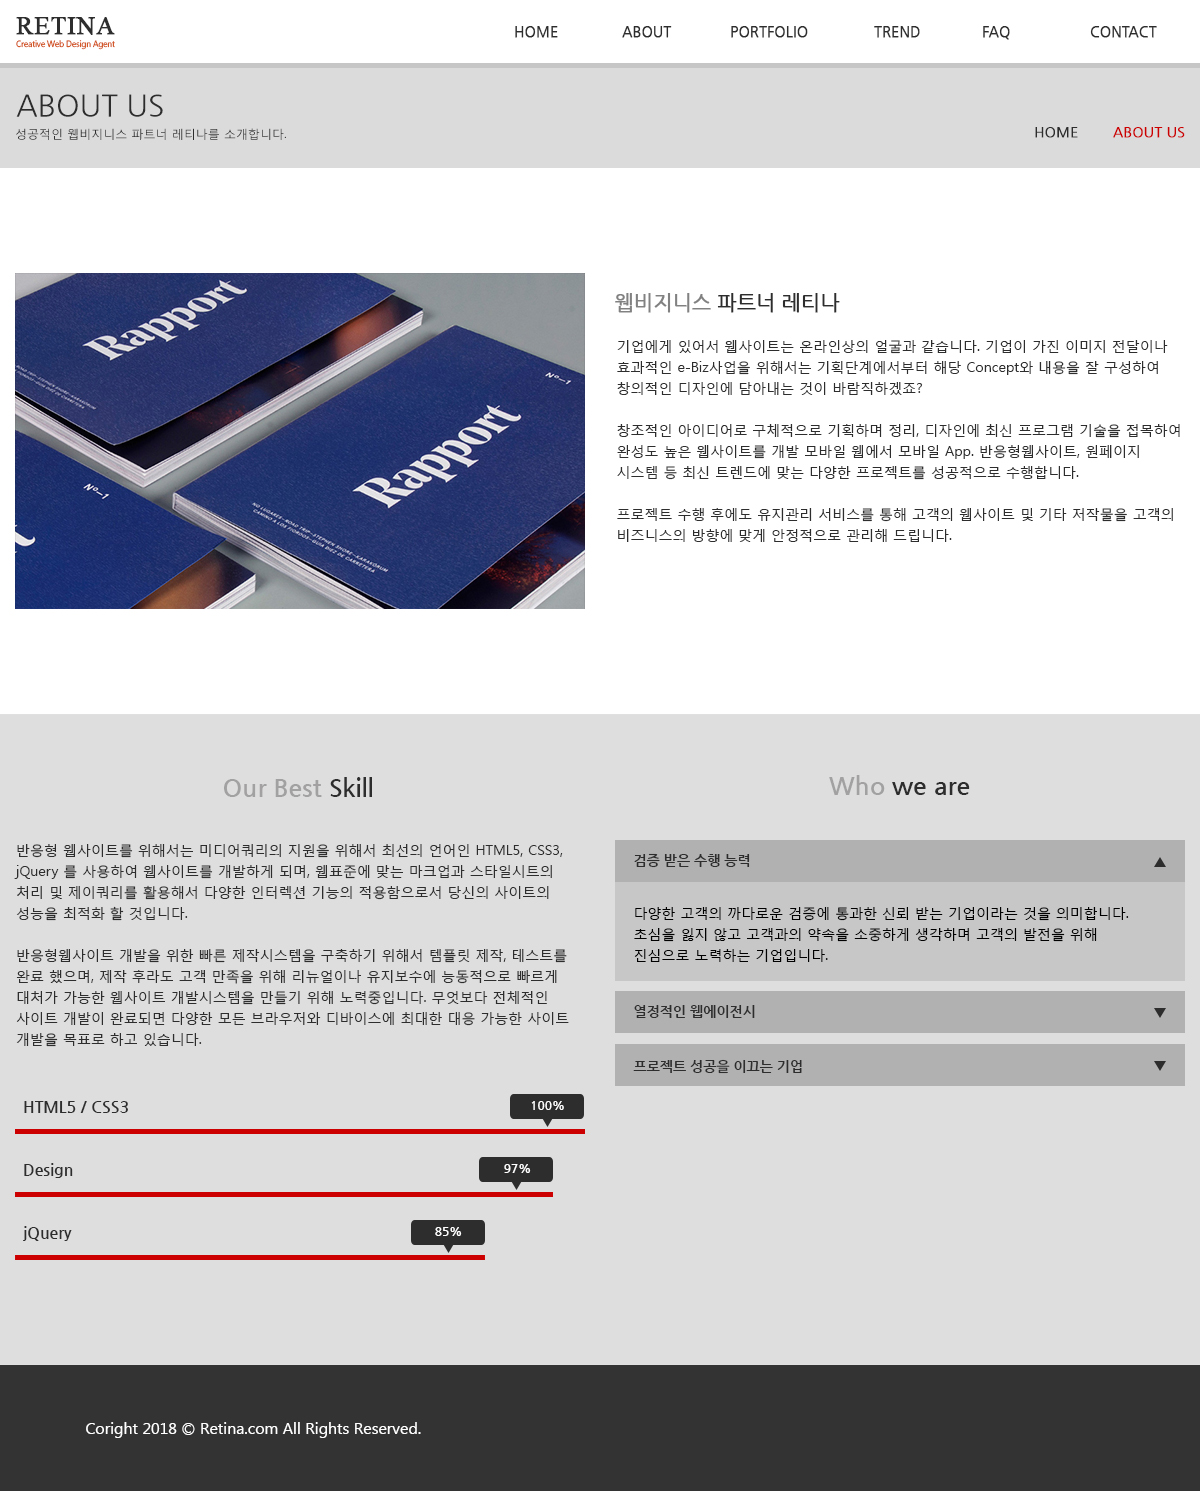 RETINA
Creative Web Design Agent
HOME ABOUT PORTFOLIO TREND FAQ CONTACT
ABOUT US
성공적인 웹비지니스 파트너 레티나를 소개합니다.
HOME ABOUT US
Rapport
Nº—1
Rapport
Nº—1
NO LUGARES–ROAD TRIP–STEPHEN SHORE–KARAKORUM
CAMINO A LOS FIORDOS–GUIA DIEZ DE CARRETERA
Nº—1
웹비지니스 파트너 레티나
기업에게 있어서 웹사이트는 온라인상의 얼굴과 같습니다. 기업이 가진 이미지 전달이나
효과적인 e-Biz사업을 위해서는 기획단계에서부터 해당 Concept와 내용을 잘 구성하여
창의적인 디자인에 담아내는 것이 바람직하겠죠?
창조적인 아이디어로 구체적으로 기획하며 정리, 디자인에 최신 프로그램 기술을 접목하여
완성도 높은 웹사이트를 개발 모바일 웹에서 모바일 App. 반응형웹사이트, 원페이지
시스템 등 최신 트렌드에 맞는 다양한 프로젝트를 성공적으로 수행합니다.
프로젝트 수행 후에도 유지관리 서비스를 통해 고객의 웹사이트 및 기타 저작물을 고객의
비즈니스의 방향에 맞게 안정적으로 관리해 드립니다.
Our Best Skill
반응형 웹사이트를 위해서는 미디어쿼리의 지원을 위해서 최선의 언어인 HTML5, CSS3,
jQuery 를 사용하여 웹사이트를 개발하게 되며, 웹표준에 맞는 마크업과 스타일시트의
처리 및 제이쿼리를 활용해서 다양한 인터렉션 기능의 적용함으로서 당신의 사이트의
성능을 최적화 할 것입니다.
반응형웹사이트 개발을 위한 빠른 제작시스템을 구축하기 위해서 템플릿 제작, 테스트를
완료 했으며, 제작 후라도 고객 만족을 위해 리뉴얼이나 유지보수에 능동적으로 빠르게
대처가 가능한 웹사이트 개발시스템을 만들기 위해 노력중입니다. 무엇보다 전체적인
사이트 개발이 완료되면 다양한 모든 브라우저와 디바이스에 최대한 대응 가능한 사이트
개발을 목표로 하고 있습니다.
HTML5 / CSS3 100%
Design 97%
jQuery 85%
Who we are
검증 받은 수행 능력 ▲
다양한 고객의 까다로운 검증에 통과한 신뢰 받는 기업이라는 것을 의미합니다.
초심을 잃지 않고 고객과의 약속을 소중하게 생각하며 고객의 발전을 위해
진심으로 노력하는 기업입니다.
열경적인 웹에이전시 ▼
프로젝트 성공을 이끄는 기업 ▼
Coright 2018 © Retina.com All Rights Reserved.